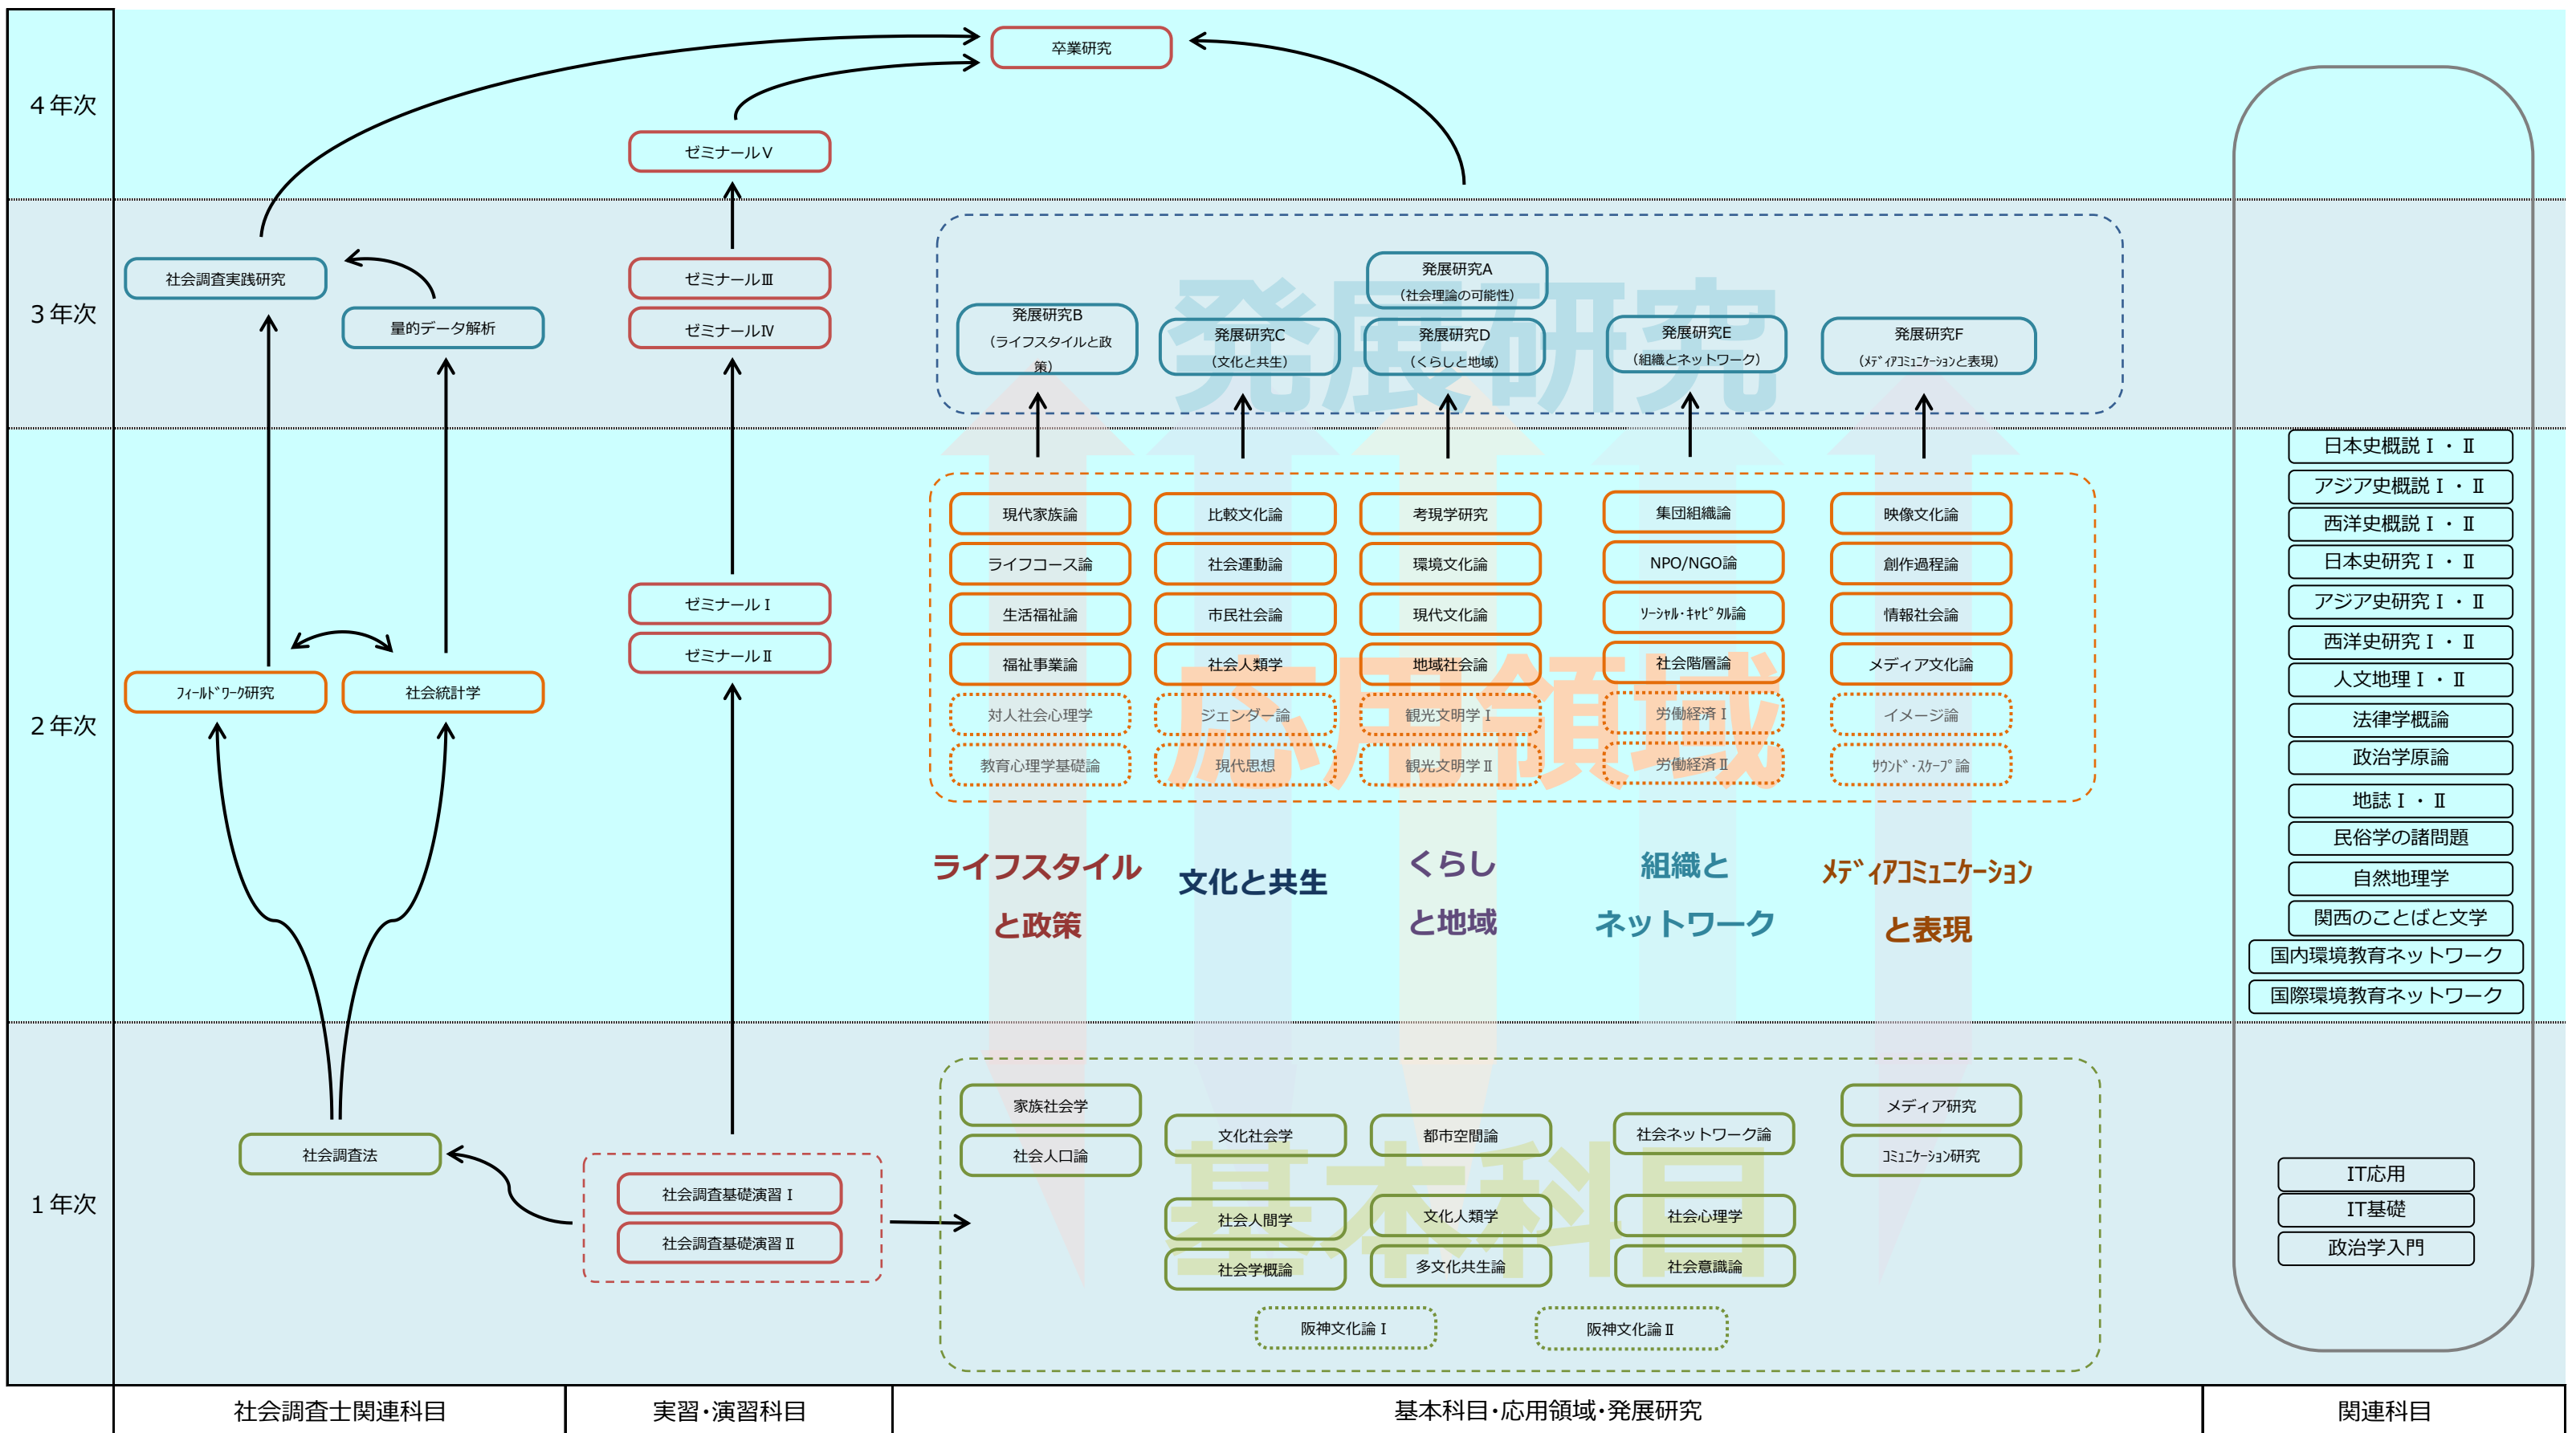 4年次
卒業研究
ゼミナールⅤ
3年次
社会調査実践研究
量的データ解析
ゼミナールⅢ
ゼミナールⅣ
発展研究
発展研究A
(社会理論の可能性)
発展研究B
(ライフスタイルと政
策)
発展研究C
(文化と共生)
発展研究D
(くらしと地域)
発展研究E
(組織とネットワーク)
発展研究F
(ﾒﾃﾞｨｱｺﾐｭﾆｹｰｼｮﾝと表現)
2年次
ﾌｨｰﾙﾄﾞﾜｰｸ研究
社会統計学
ゼミナールⅠ
ゼミナールⅡ
応用領域
現代家族論
ライフコース論
生活福祉論
福祉事業論
対人社会心理学
教育心理学基礎論
比較文化論
社会運動論
市民社会論
社会人類学
ジェンダー論
現代思想
考現学研究
環境文化論
現代文化論
地域社会論
観光文明学Ⅰ
観光文明学Ⅱ
集団組織論
NPO/NGO論
ｿｰｼｬﾙ･ｷｬﾋﾟﾀﾙ論
社会階層論
労働経済Ⅰ
労働経済Ⅱ
映像文化論
創作過程論
情報社会論
メディア文化論
イメージ論
ｻｳﾝﾄﾞ･ｽｹｰﾌﾟ論
ライフスタイル
と政策
文化と共生
くらし
と地域
組織と
ネットワーク
ﾒﾃﾞｨｱｺﾐｭﾆｹｰｼｮﾝ
と表現
日本史概説Ⅰ・Ⅱ
アジア史概説Ⅰ・Ⅱ
西洋史概説Ⅰ・Ⅱ
日本史研究Ⅰ・Ⅱ
アジア史研究Ⅰ・Ⅱ
西洋史研究Ⅰ・Ⅱ
人文地理Ⅰ・Ⅱ
法律学概論
政治学原論
地誌Ⅰ・Ⅱ
民俗学の諸問題
自然地理学
関西のことばと文学
国内環境教育ネットワーク
国際環境教育ネットワーク
1年次
社会調査法
社会調査基礎演習Ⅰ
社会調査基礎演習Ⅱ
基本科目
家族社会学
社会人口論
文化社会学
社会人間学
社会学概論
都市空間論
文化人類学
多文化共生論
社会ネットワーク論
社会心理学
社会意識論
メディア研究
ｺﾐｭﾆｹｰｼｮﾝ研究
阪神文化論Ⅰ
阪神文化論Ⅱ
IT応用
IT基礎
政治学入門
社会調査士関連科目
実習･演習科目
基本科目･応用領域･発展研究
関連科目